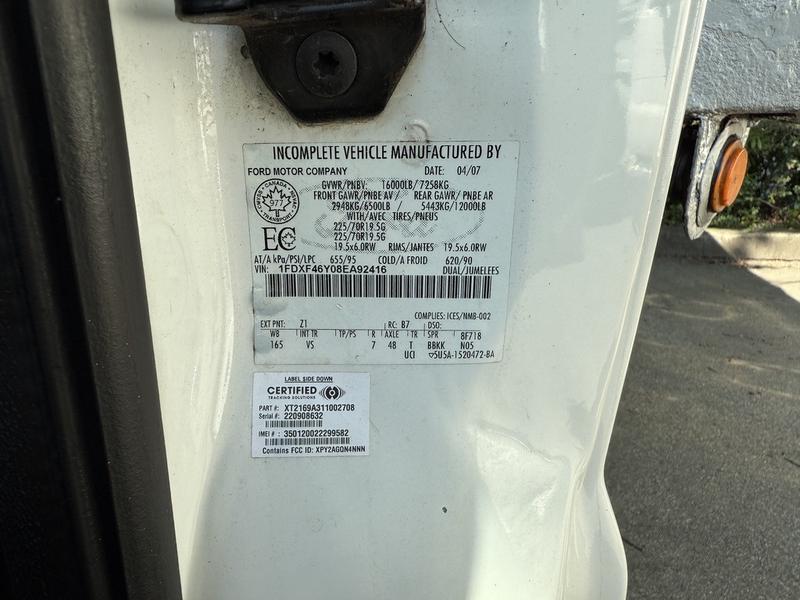 INCOMPLETE VEHICLE MANUFACTURED BY
FORD MOTOR COMPANY DATE: 04/07
GVWR/PNBV: 16000LB/7258KG
FRONT GAWR/PNBE AV / REAR GAWR/ PNBE AR
2948KG/6500LB 5443KG/12000LB
WITH/AVEC TIRES/PNEUS
225/70R19.5G
225/70R19.5G
19.5x6.0RW RIMS/JANTES 19.5x6.0RW
CANADA
977
TRANSPORT
AT/A kPa/PSI/LPC 655/95 COLD/A FROID 620/90
VIN: 1FDXF46Y08EA92416 DUAL/JUMELEES
COMPLIES: ICES/NMB-002
EXT PNT: Z1 RC: B7 DSO:
WB INT TR TP/PS R AXLE TR SPR 8F718
165 VS 7 48 T BBKK N05
UCI 5U5A-1520472-BA
LABEL SIDE DOWN
CERTIFIED
TRACKING SOLUTIONS
PART #: XT2169A311002708
Serial #: 220908632
IMEI #: 350120022299582
Contains FCC ID: XPY2AGQN4NNN